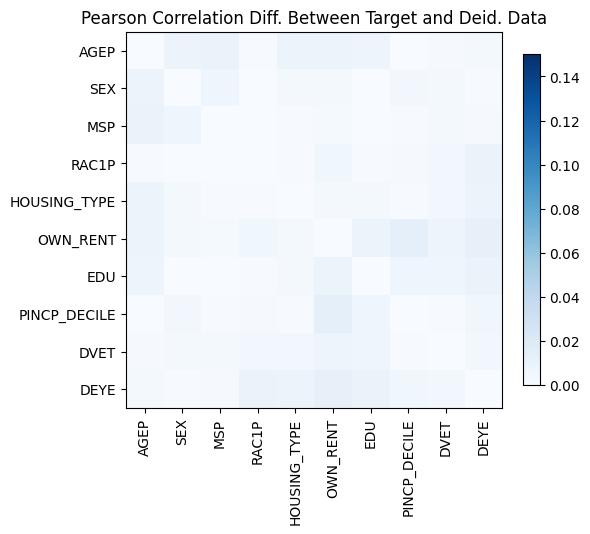 Pearson Correlation Diff. Between Target and Deid. Data
AGEP
SEX
MSP
RAC1P
HOUSING_TYPE
OWN_RENT
EDU
PINCP_DECILE
DVET
DEYE
AGEP
SEX
MSP
RAC1P
HOUSING_TYPE
OWN_RENT
EDU
PINCP_DECILE
DVET
DEYE
0.14
0.12
0.10
0.08
0.06
0.04
0.02
0.00